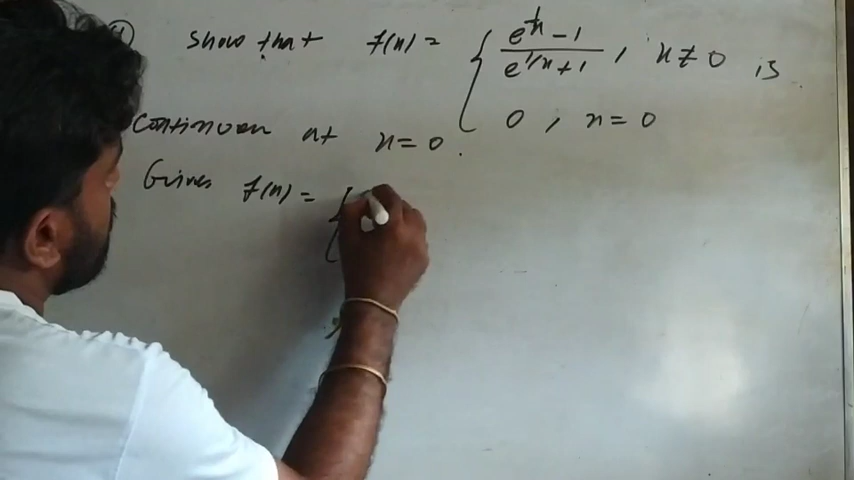 Show that f(x) = { e^{1/x} - 1 / e^{1/x} + 1 , x ≠ 0 is
0 , x = 0
Continuous at x = 0 .
Given f(x) = {